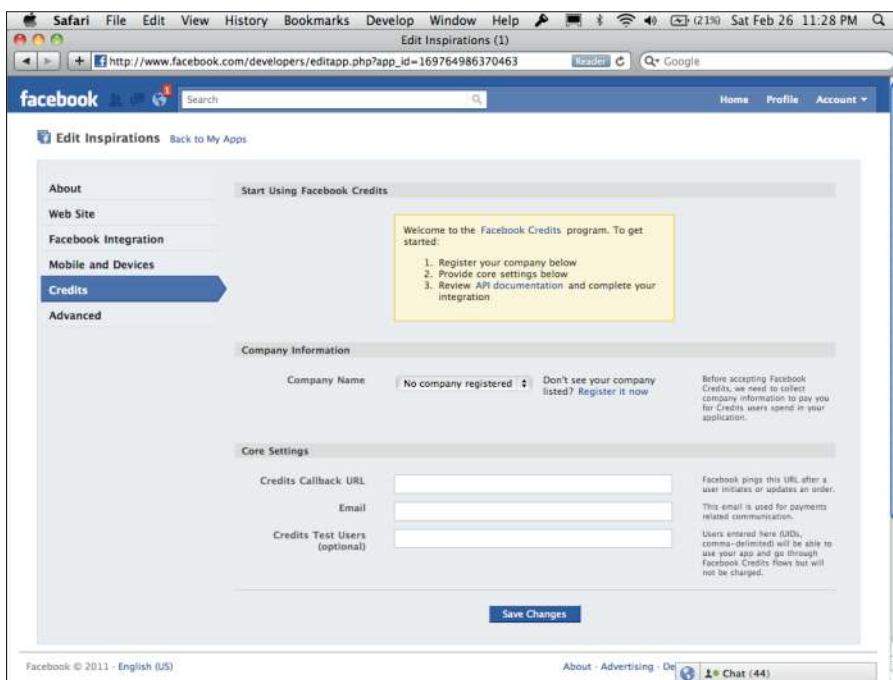 Safari File Edit View History Bookmarks Develop Window Help (21%) Sat Feb 26 11:28 PM
Edit Inspirations (1)
http://www.facebook.com/developers/editapp.php?app_id=169764986370463 Reader Google
facebook 1 Search Home Profile Account
Edit Inspirations Back to My Apps
About
Web Site
Facebook Integration
Mobile and Devices
Credits
Advanced
Start Using Facebook Credits
Welcome to the Facebook Credits program. To get
started:
1. Register your company below
2. Provide core settings below
3. Review API documentation and complete your
integration
Company Information
Company Name No company registered
Don't see your company
listed? Register it now
Before accepting Facebook
Credits, we need to collect
company information to pay you
for Credits users spend in your
application.
Core Settings
Credits Callback URL
Facebook pings this URL after a
user initiates or updates an order.
Email
This email is used for payments
related communication.
Credits Test Users
(optional)
Users entered here (UIDs,
comma-delimited) will be able to
use your app and go through
Facebook Credits flows but will
not be charged.
Save Changes
Facebook © 2011 · English (US) About · Advertising · De
Chat (44)